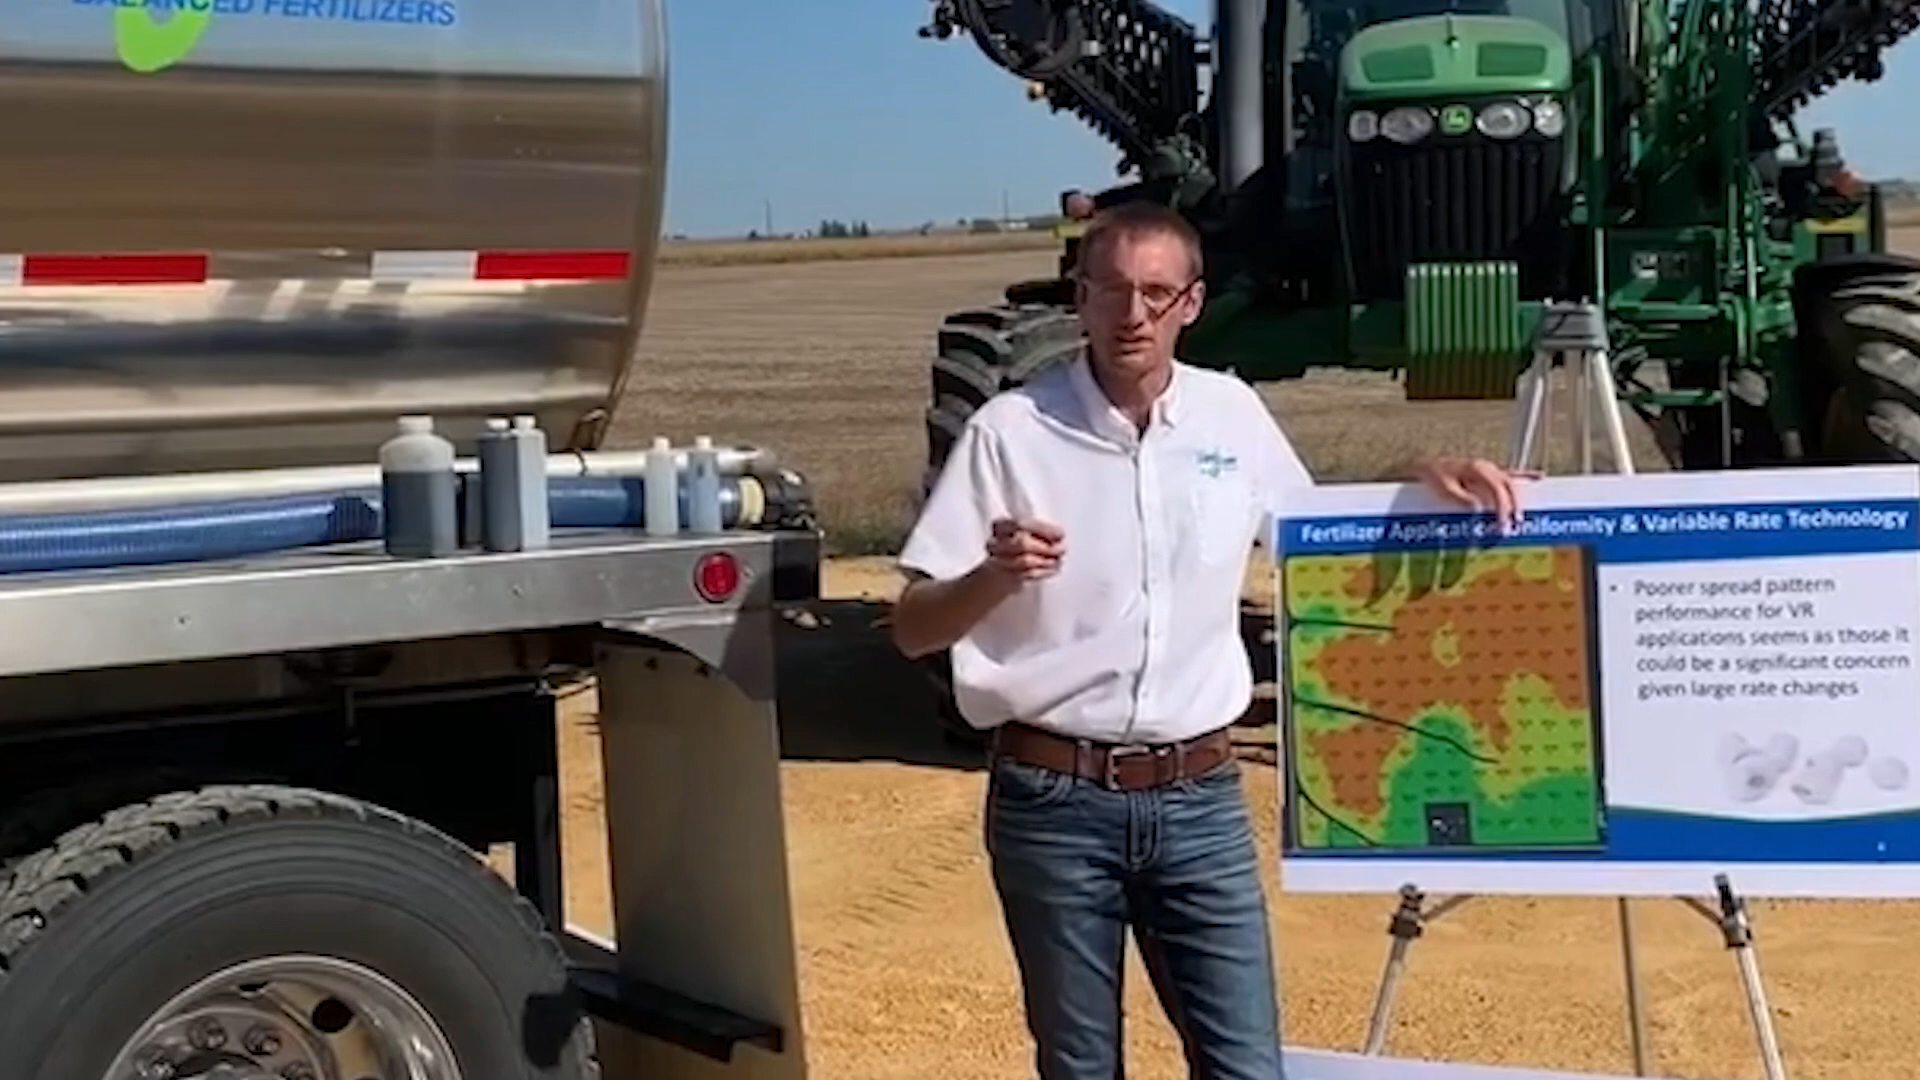 BALANCED FERTILIZERS
Fertilizer Application Uniformity & Variable Rate Technology
• Poorer spread pattern
performance for VR
applications seems as those it
could be a significant concern
given large rate changes